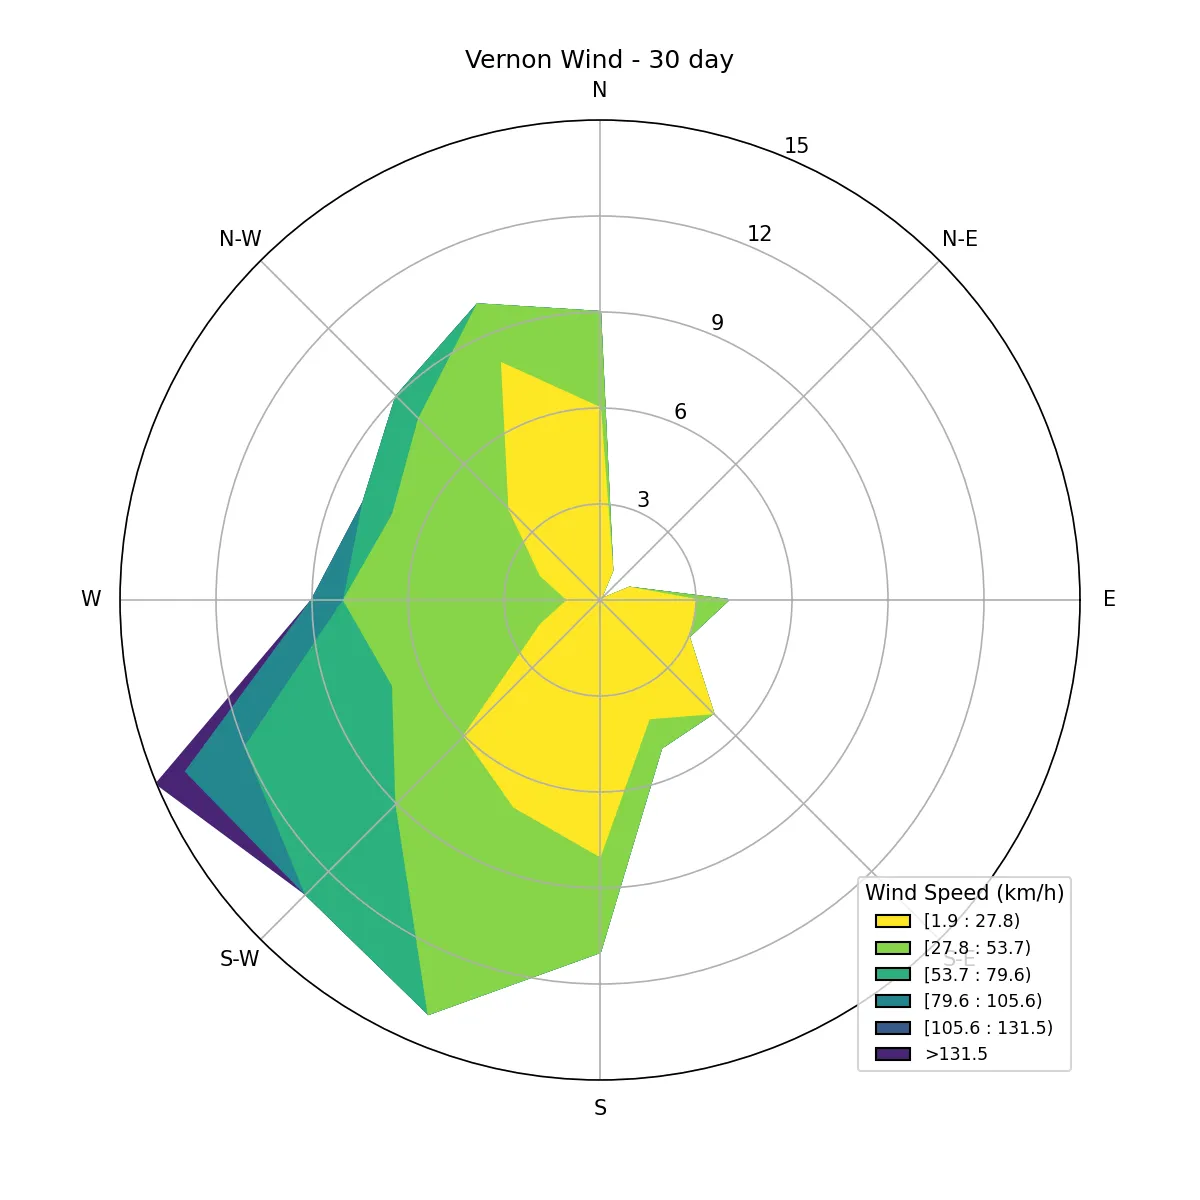 Vernon Wind - 30 day
N
15
N-W
12
N-E
9
6
3
W
E
S-W
S-E
S
Wind Speed (km/h)
[1.9 : 27.8)
[27.8 : 53.7)
[53.7 : 79.6)
[79.6 : 105.6)
[105.6 : 131.5)
>131.5